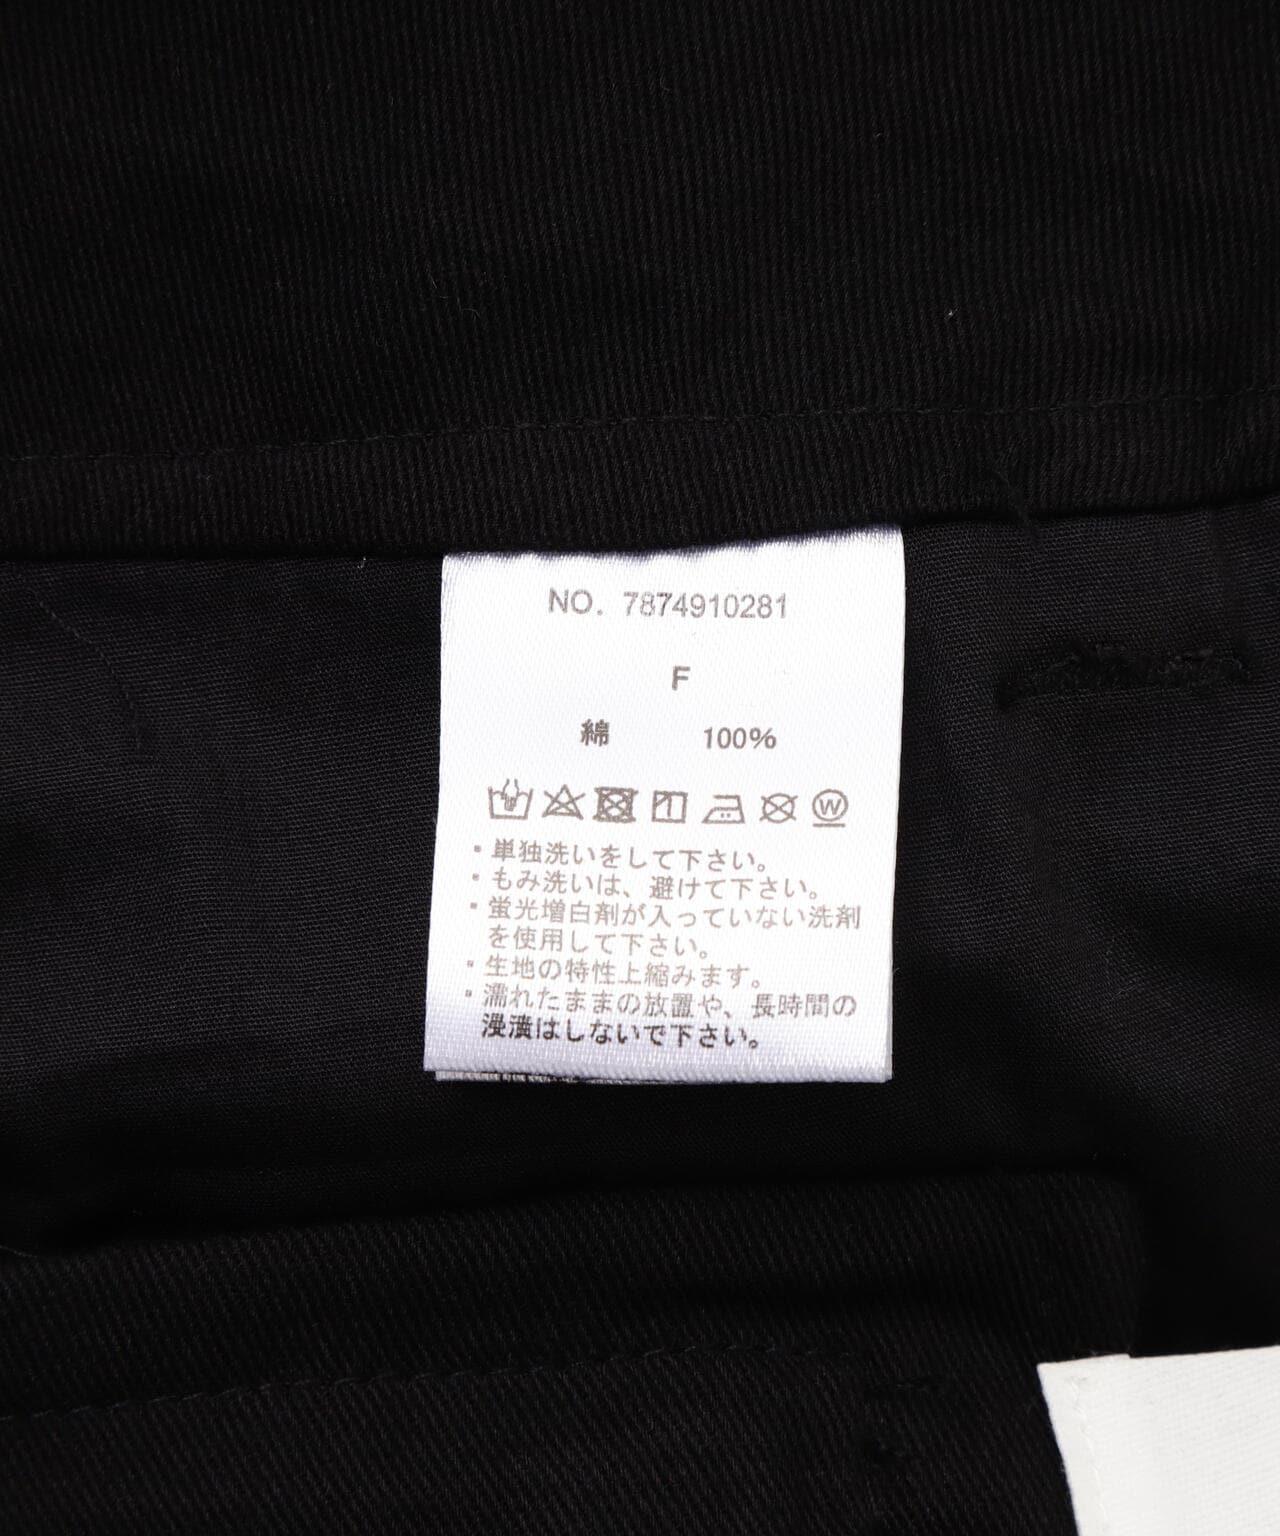 NO. 7874910281
F
綿 100%
W
・単独洗いをして下さい。
・もみ洗いは、避けて下さい。
・蛍光増白剤が入っていない洗剤
を使用して下さい。
・生地の特性上縮みます。
・濡れたままの放置や、長時間の
浸漬はしないで下さい。